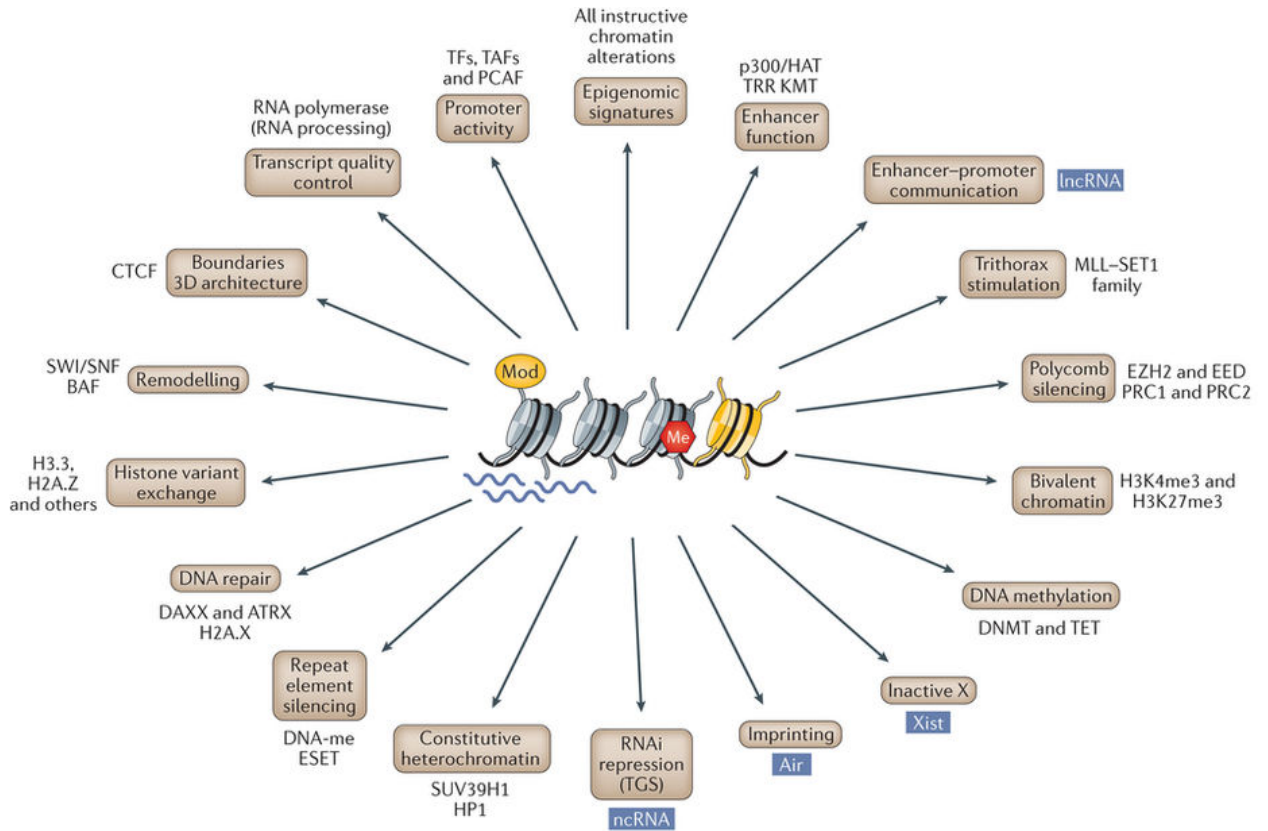 All instructive
chromatin
alterations
Epigenomic
signatures
p300/HAT
TRR KMT
Enhancer
function
Enhancer–promoter
communication
lncRNA
Trithorax
stimulation
MLL–SET1
family
Polycomb
silencing
EZH2 and EED
PRC1 and PRC2
Bivalent
chromatin
H3K4me3 and
H3K27me3
DNA methylation
DNMT and TET
Inactive X
Xist
Imprinting
Air
RNAi
repression
(TGS)
ncRNA
Constitutive
heterochromatin
SUV39H1
HP1
Repeat
element
silencing
DNA-me
ESET
DNA repair
DAXX and ATRX
H2A.X
H3.3,
H2A.Z
and others
Histone variant
exchange
SWI/SNF
BAF
Remodelling
CTCF
Boundaries
3D architecture
RNA polymerase
(RNA processing)
Transcript quality
control
TFs, TAFs
and PCAF
Promoter
activity
Mod
Me